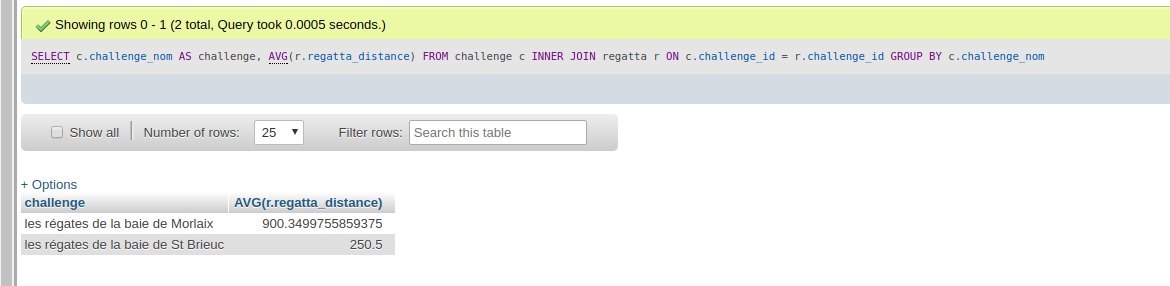 Showing rows 0 - 1 (2 total, Query took 0.0005 seconds.)
SELECT c.challenge_nom AS challenge, AVG(r.regatta_distance) FROM challenge c INNER JOIN regatta r ON c.challenge_id = r.challenge_id GROUP BY c.challenge_nom
Show all Number of rows: 25 Filter rows: Search this table
+ Options
challenge AVG(r.regatta_distance)
les régates de la baie de Morlaix 900.3499755859375
les régates de la baie de St Brieuc 250.5